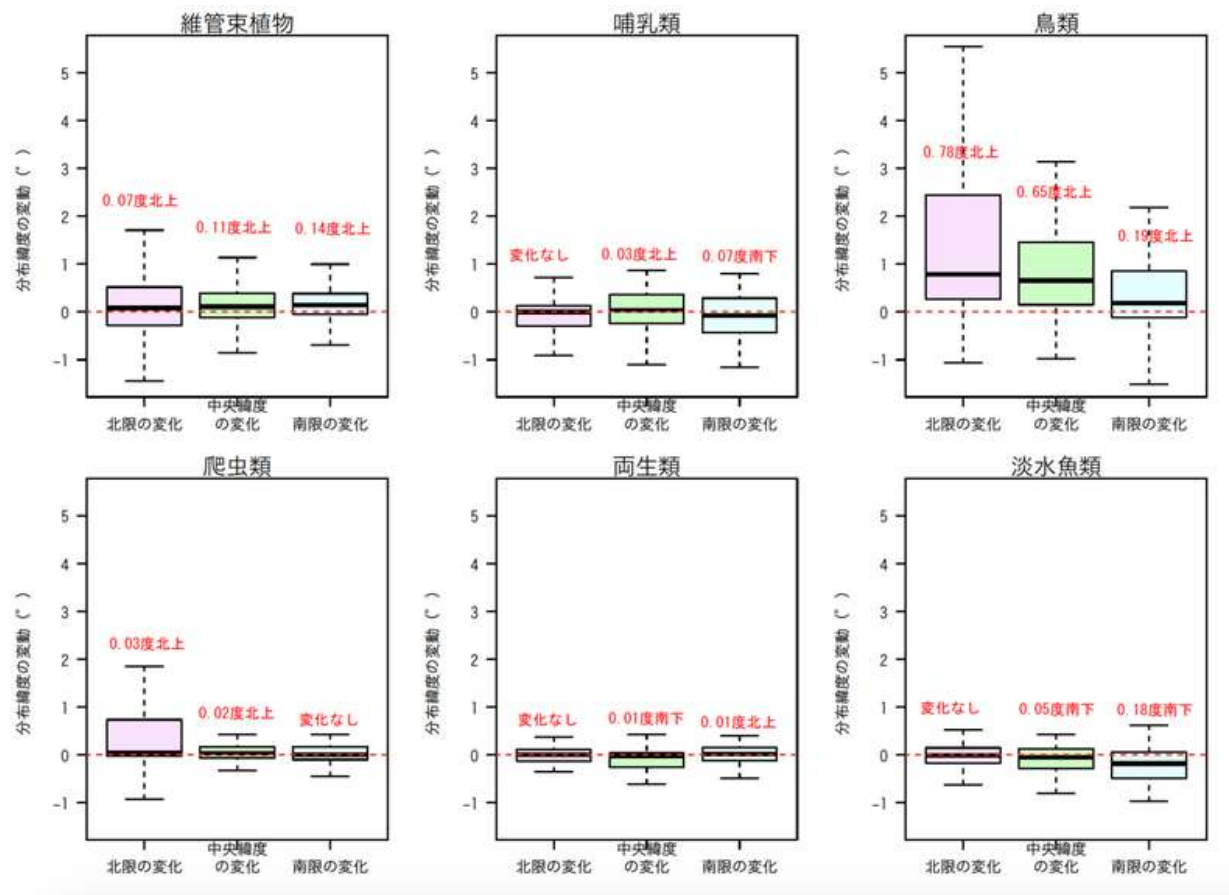 維管束植物
分布緯度の変動（°）
5
4
3
2
1
0
-1
0.07度北上
0.11度北上
0.14度北上
北限の変化
中央緯度
の変化
南限の変化
哺乳類
分布緯度の変動（°）
5
4
3
2
1
0
-1
変化なし
0.03度北上
0.07度南下
北限の変化
中央緯度
の変化
南限の変化
鳥類
分布緯度の変動（°）
5
4
3
2
1
0
-1
0.78度北上
0.65度北上
0.19度北上
北限の変化
中央緯度
の変化
南限の変化
爬虫類
分布緯度の変動（°）
5
4
3
2
1
0
-1
0.03度北上
0.02度北上
変化なし
北限の変化
中央緯度
の変化
南限の変化
両生類
分布緯度の変動（°）
5
4
3
2
1
0
-1
変化なし
0.01度南下
0.01度北上
北限の変化
中央緯度
の変化
南限の変化
淡水魚類
分布緯度の変動（°）
5
4
3
2
1
0
-1
変化なし
0.05度南下
0.18度南下
北限の変化
中央緯度
の変化
南限の変化